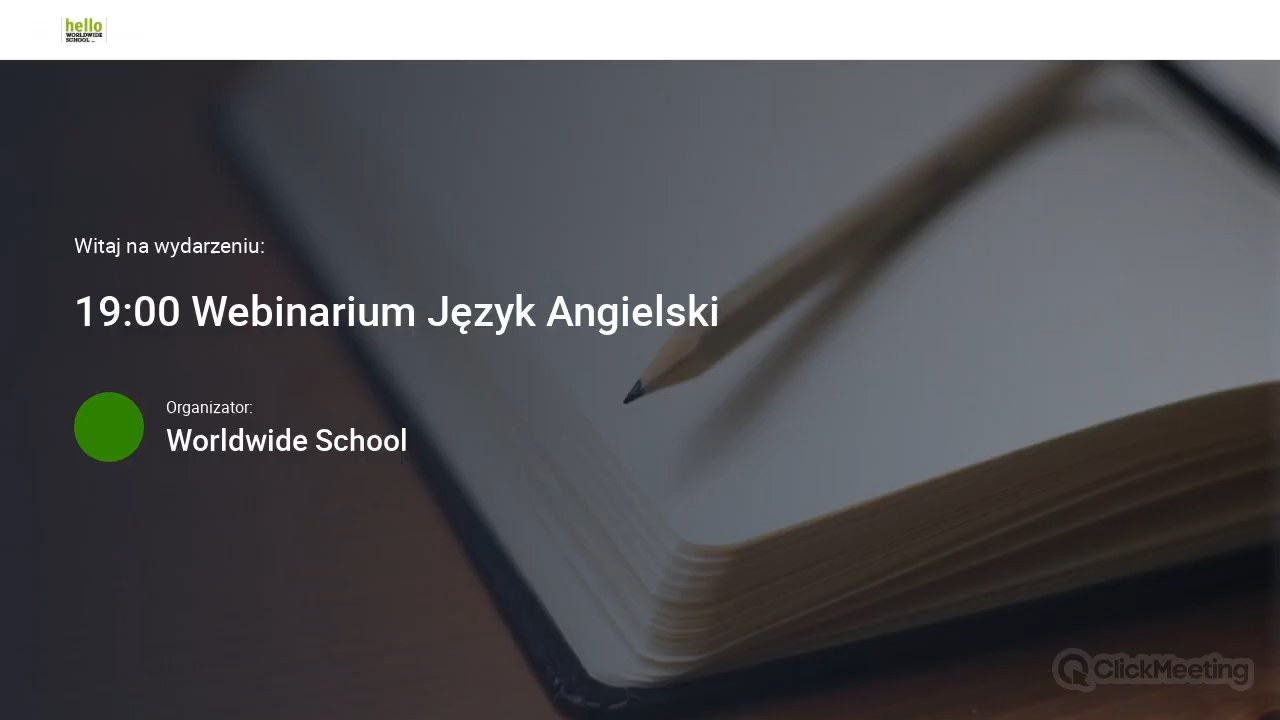 hello
WORLDWIDE
SCHOOL
Witaj na wydarzeniu:
19:00 Webinarium Język Angielski
Organizator:
Worldwide School
ClickMeeting